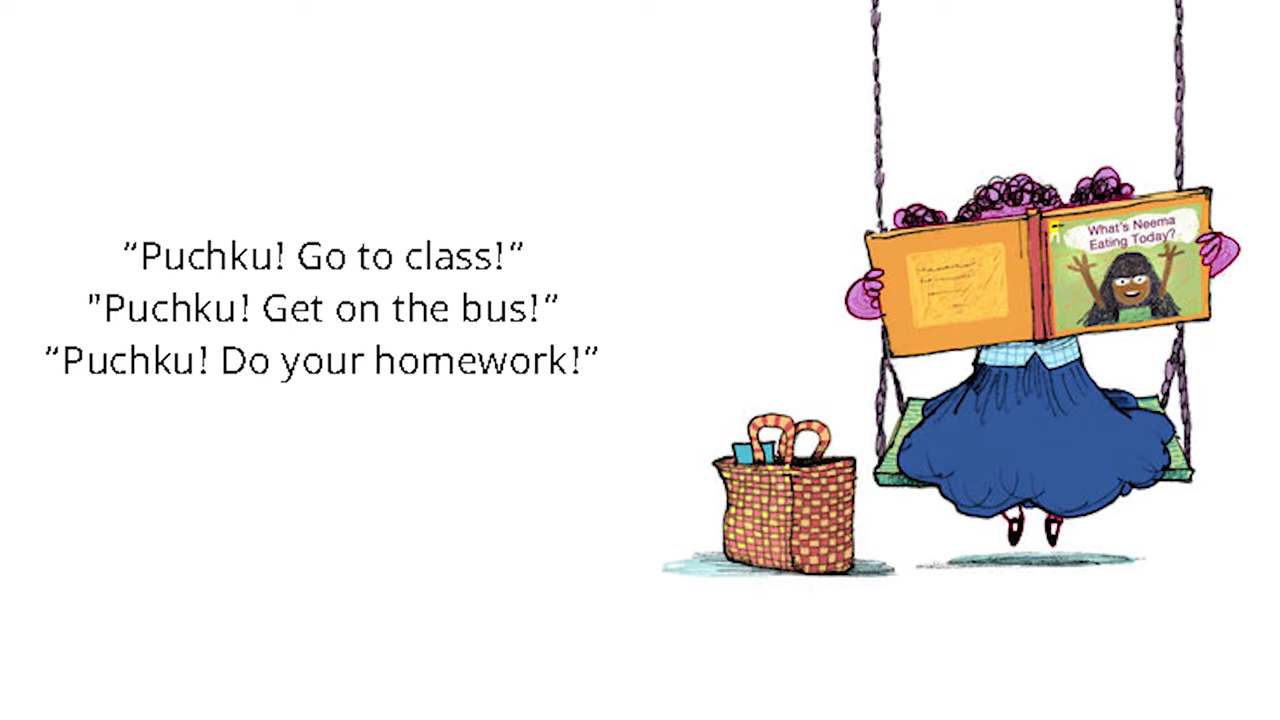 “Puchku! Go to class!”
"Puchku! Get on the bus!”
“Puchku! Do your homework!”
What's Neema
Eating Today?